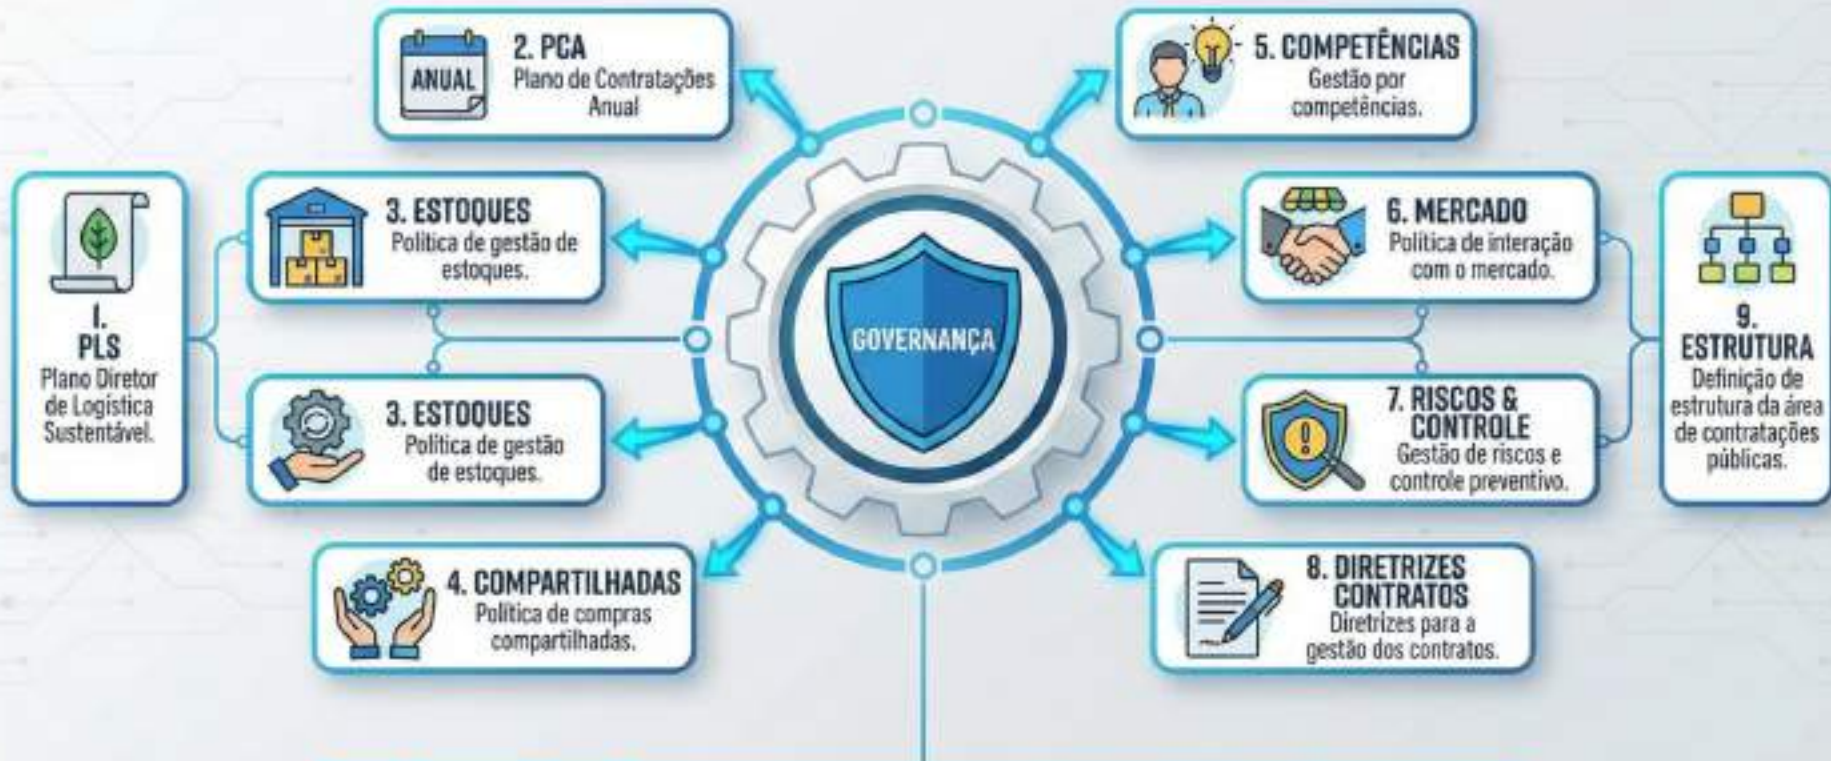 1.
PLS
Plano Diretor
de Logística
Sustentável.
ANUAL
2. PCA
Plano de Contratações
Anual
3. ESTOQUES
Política de gestão de
estoques.
3. ESTOQUES
Política de gestão
de estoques.
4. COMPARTILHADAS
Política de compras
compartilhadas.
GOVERNANÇA
5. COMPETÊNCIAS
Gestão por
competências.
6. MERCADO
Política de interação
com o mercado.
7. RISCOS &
CONTROLE
Gestão de riscos e
controle preventivo.
8. DIRETRIZES
CONTRATOS
Diretrizes para a
gestão dos contratos.
9.
ESTRUTURA
Definição de
estrutura da área
de contratações
públicas.